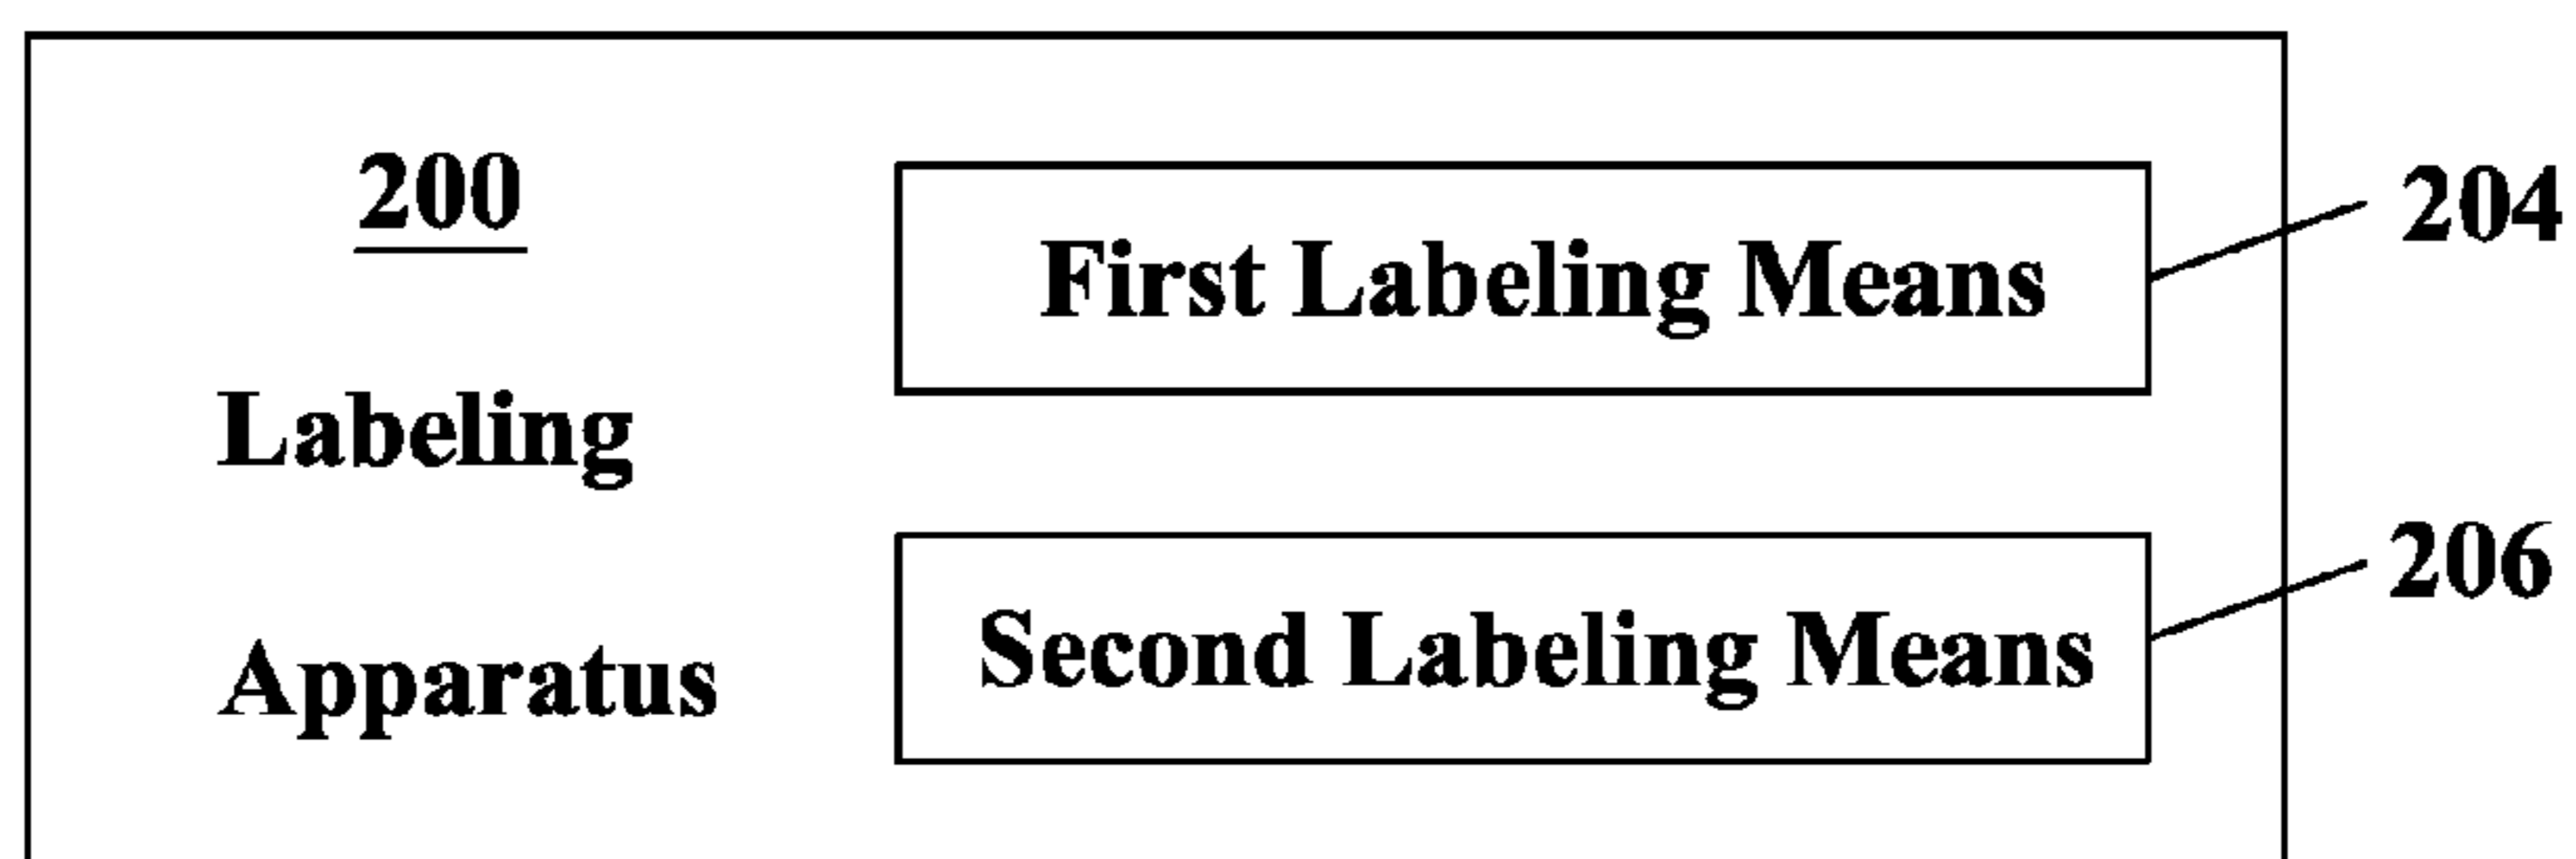 200
Labeling
Apparatus
First Labeling Means
204
Second Labeling Means
206